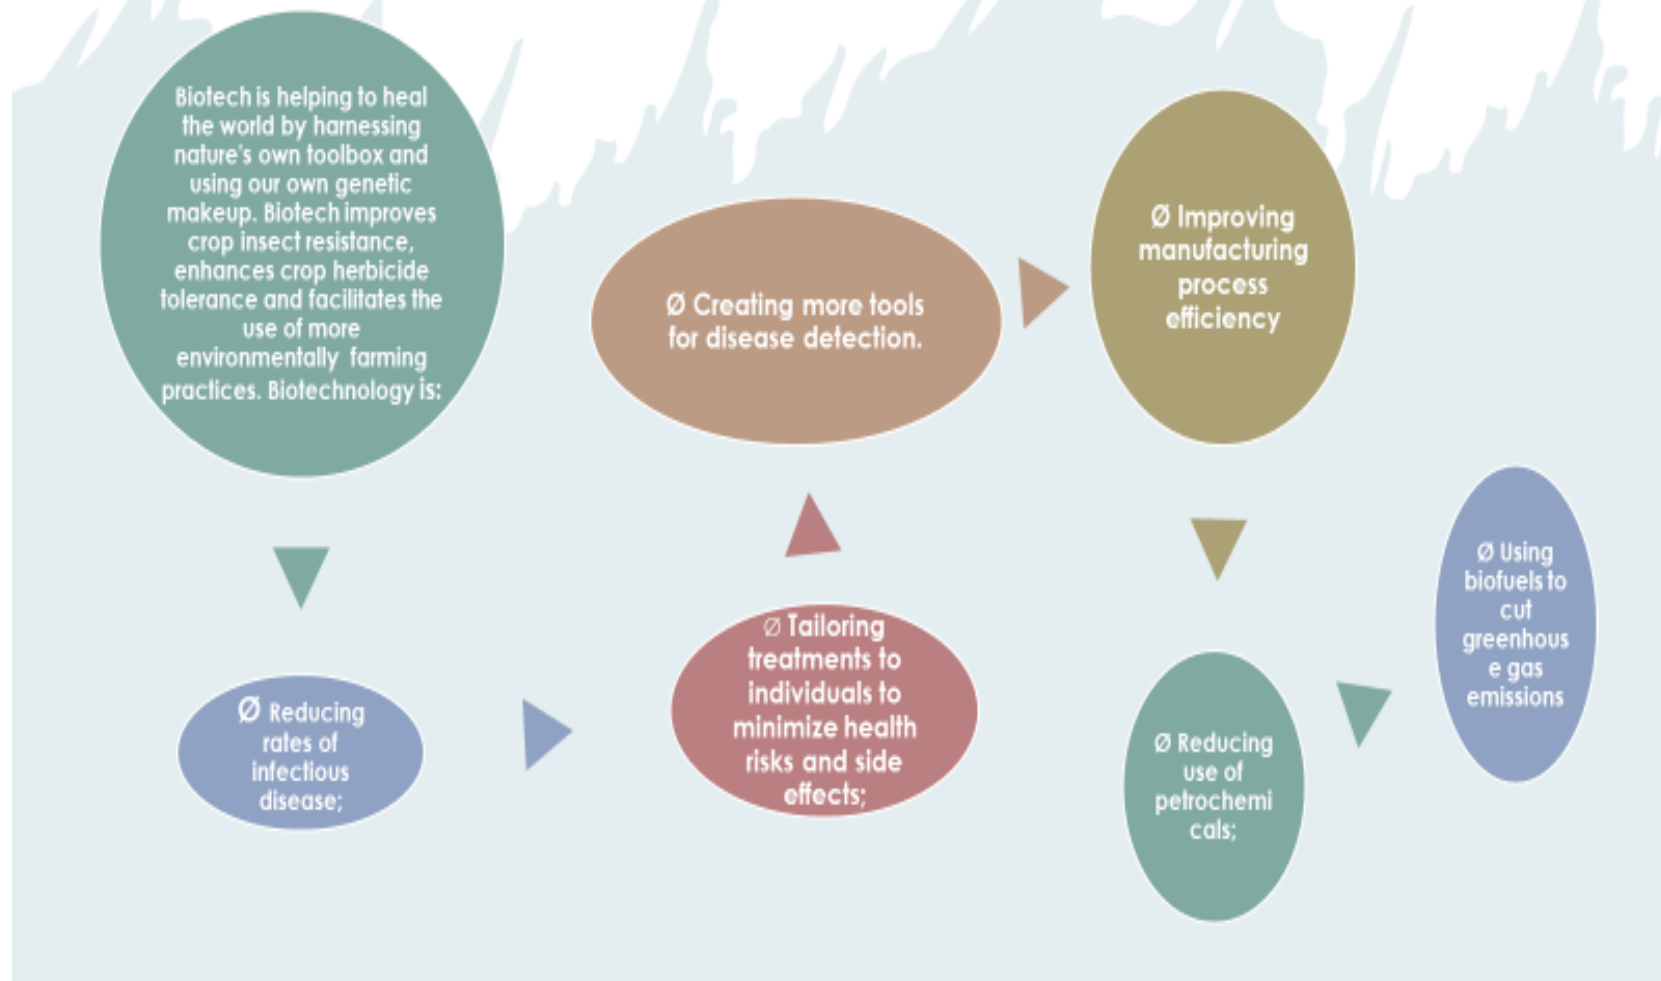 Biotech is helping to heal
the world by harnessing
nature's own toolbox and
using our own genetic
makeup. Biotech improves
crop insect resistance,
enhances crop herbicide
tolerance and facilitates the
use of more
environmentally farming
practices. Biotechnology is:
Ø Reducing
rates of
infectious
disease;
Ø Tailoring
treatments to
individuals to
minimize health
risks and side
effects;
Ø Creating more tools
for disease detection.
Ø Improving
manufacturing
process
efficiency
Ø Reducing
use of
petrochemi
cals;
Ø Using
biofuels to
cut
greenhous
e gas
emissions